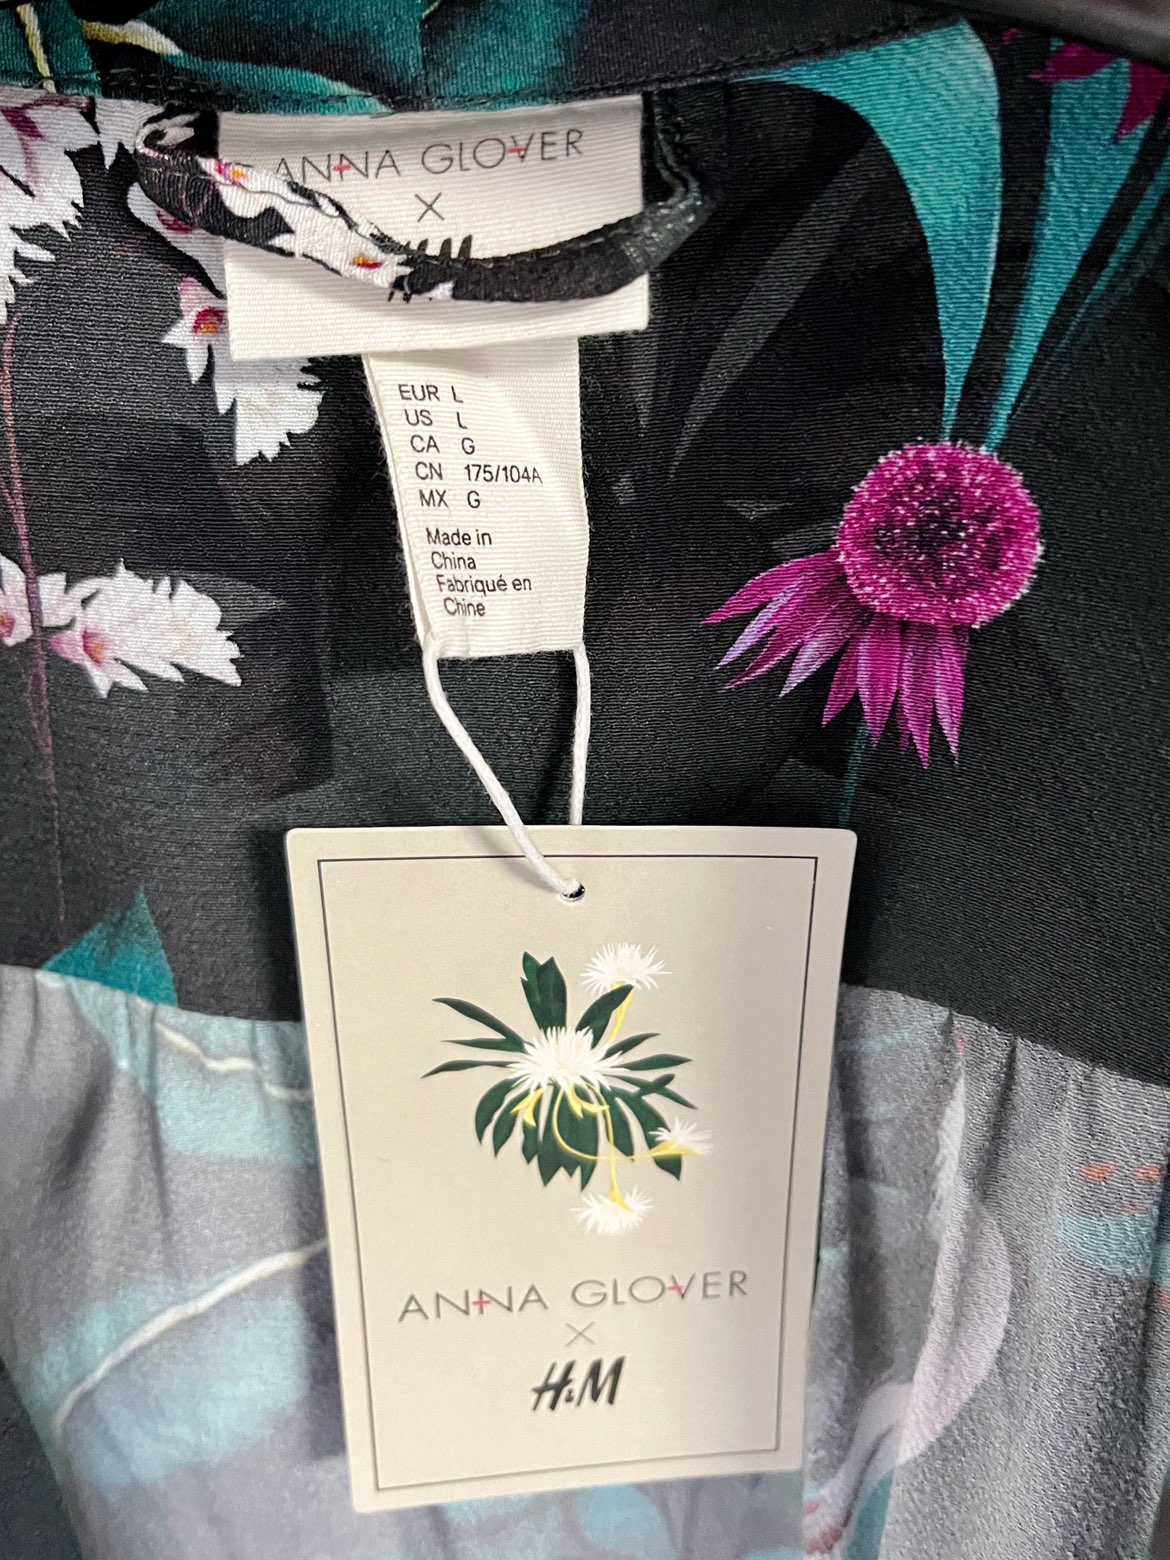 ANNA GLOVER
X
EUR L
US L
CA G
CN 175/104A
MX G
Made in
China
Fabriqué en
Chine
ANNA GLOVER
X
H&M